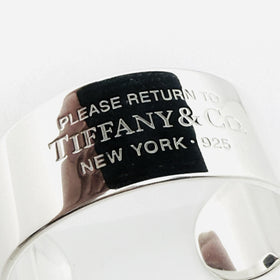 PLEASE RETURN TO
TIFFANY & CO.
NEW YORK · 925